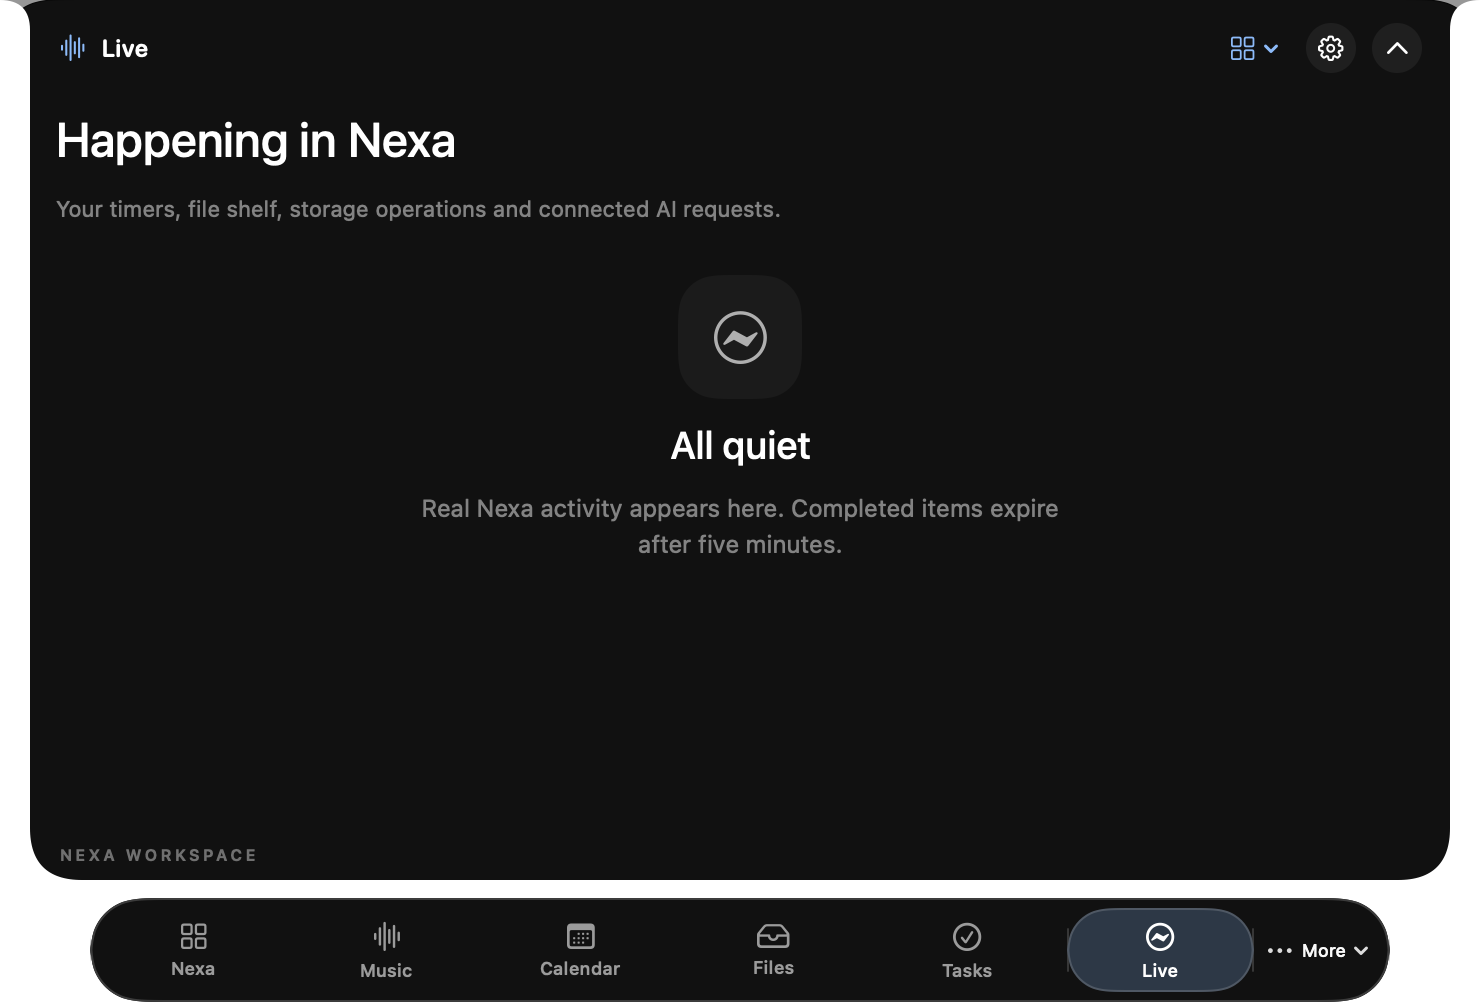 Live
Happening in Nexa
Your timers, file shelf, storage operations and connected AI requests.
All quiet
Real Nexa activity appears here. Completed items expire
after five minutes.
NEXA WORKSPACE
Nexa
Music
Calendar
Files
Tasks
Live
More